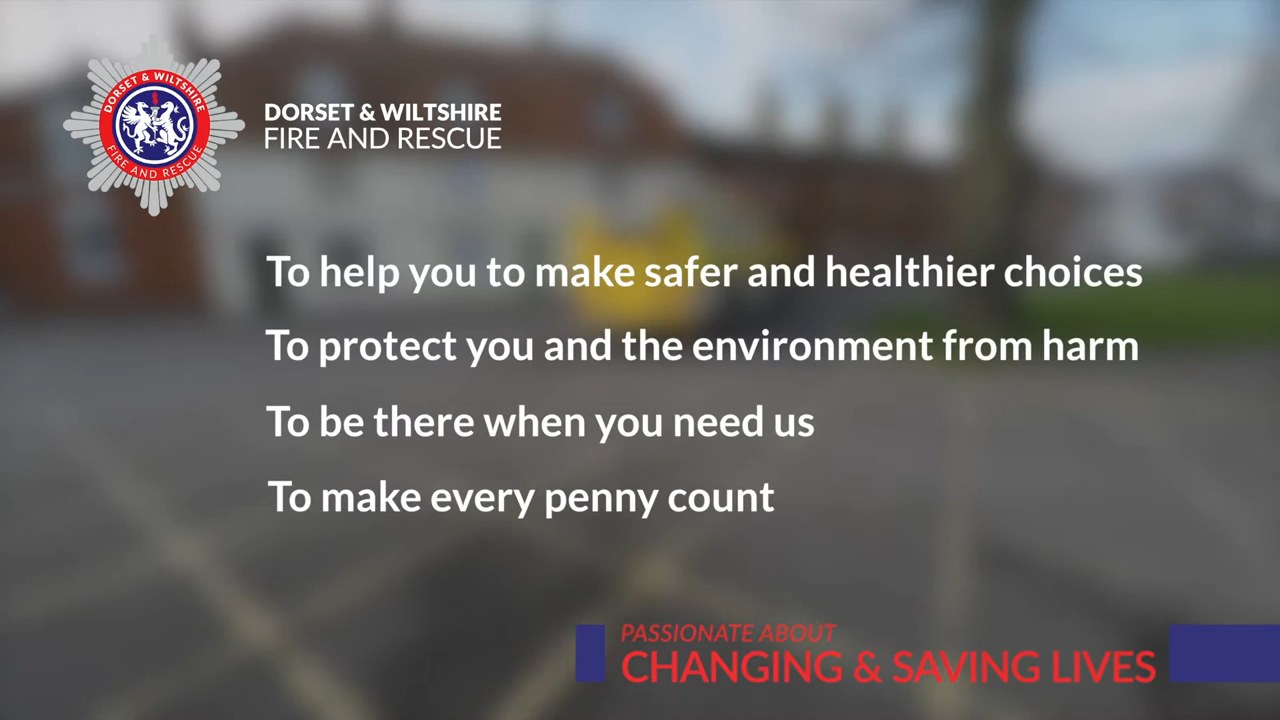 DORSET & WILTSHIRE
FIRE AND RESCUE
DORSET & WILTSHIRE
FIRE AND RESCUE
To help you to make safer and healthier choices
To protect you and the environment from harm
To be there when you need us
To make every penny count
PASSIONATE ABOUT
CHANGING & SAVING LIVES